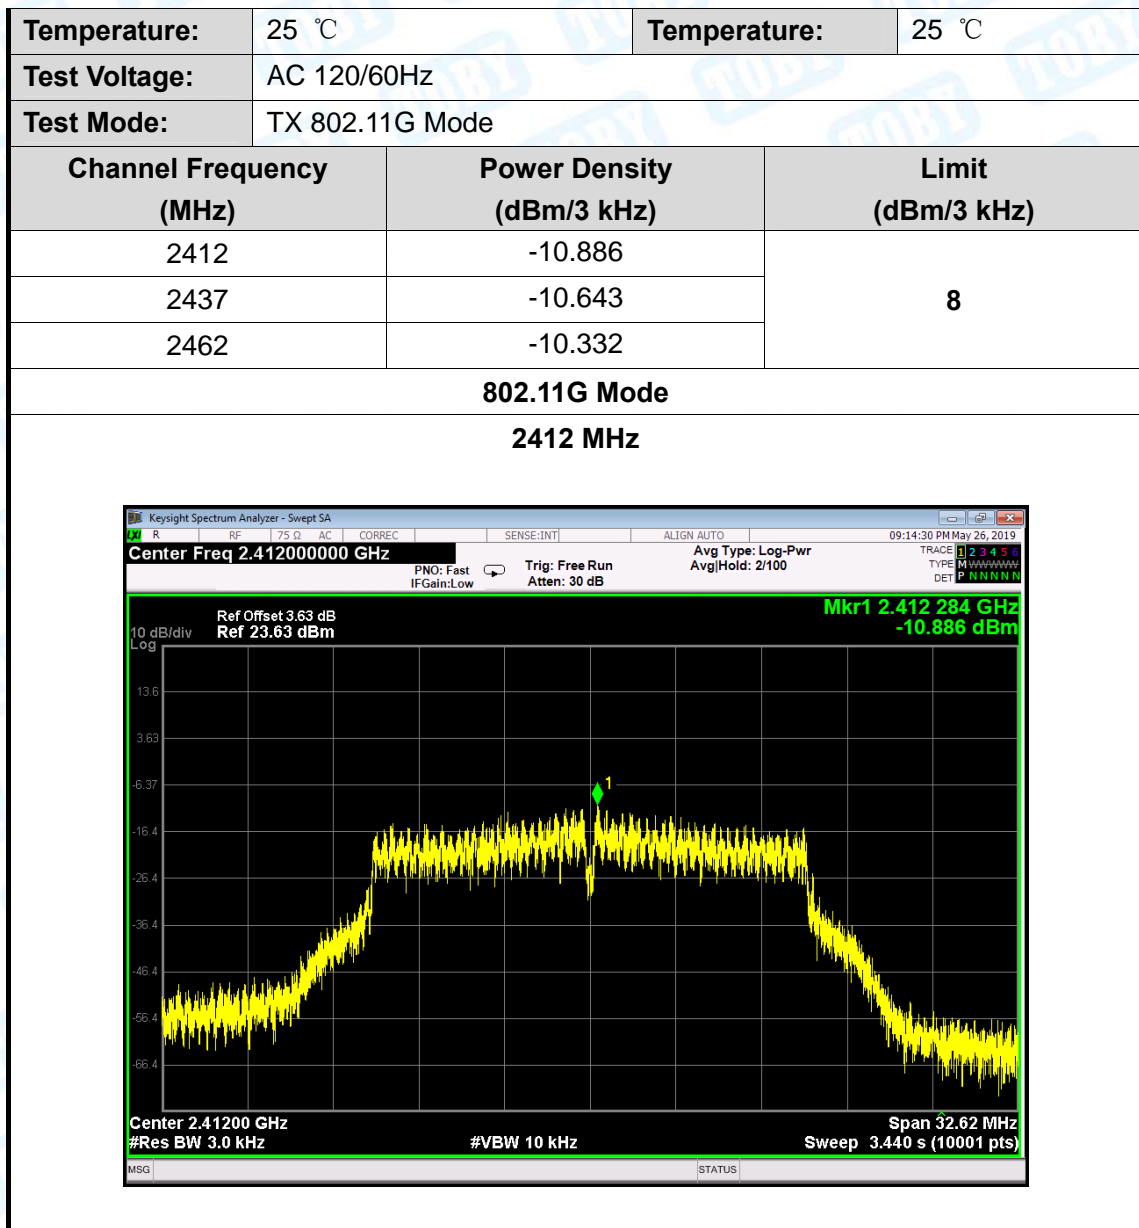 Temperature: 25 ℃ Temperature: 25 ℃
Test Voltage: AC 120/60Hz
Test Mode: TX 802.11G Mode
Channel Frequency Power Density Limit
(MHz) (dBm/3 kHz) (dBm/3 kHz)
2412 -10.886
2437 -10.643 8
2462 -10.332
802.11G Mode
2412 MHz
Keysight Spectrum Analyzer - Swept SA
LXI R RF 75 Ω AC CORREC SENSE:INT ALIGN AUTO 09:14:30 PM May 26, 2019
Center Freq 2.412000000 GHz Avg Type: Log-Pwr TRACE 1 2 3 4 5 6
PNO: Fast Trig: Free Run Avg|Hold: 2/100 TYPE M W W W W W
IFGain:Low Atten: 30 dB DET P N N N N N
Mkr1 2.412 284 GHz
Ref Offset 3.63 dB
10 dB/div Ref 23.63 dBm -10.886 dBm
Log
13.6
3.63
1
-6.37
-16.4
-26.4
-36.4
-46.4
-56.4
-66.4
Center 2.41200 GHz Span 32.62 MHz
#Res BW 3.0 kHz #VBW 10 kHz Sweep 3.440 s (10001 pts)
MSG STATUS
TOBY